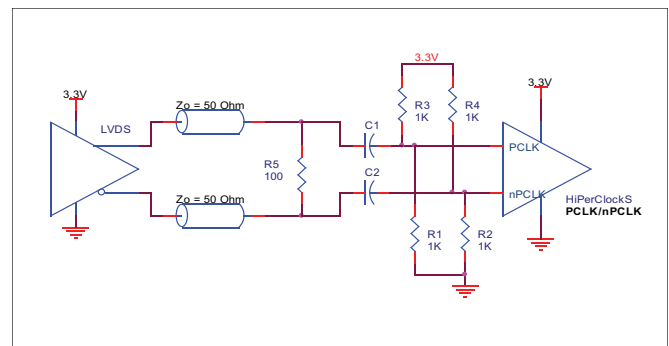 3.3V
3.3V
3.3V
Zo = 50 Ohm
LVDS
C1
R3
1K
R4
1K
PCLK
R5
100
C2
nPCLK
Zo = 50 Ohm
HiPerClockS
PCLK/nPCLK
R1
1K
R2
1K